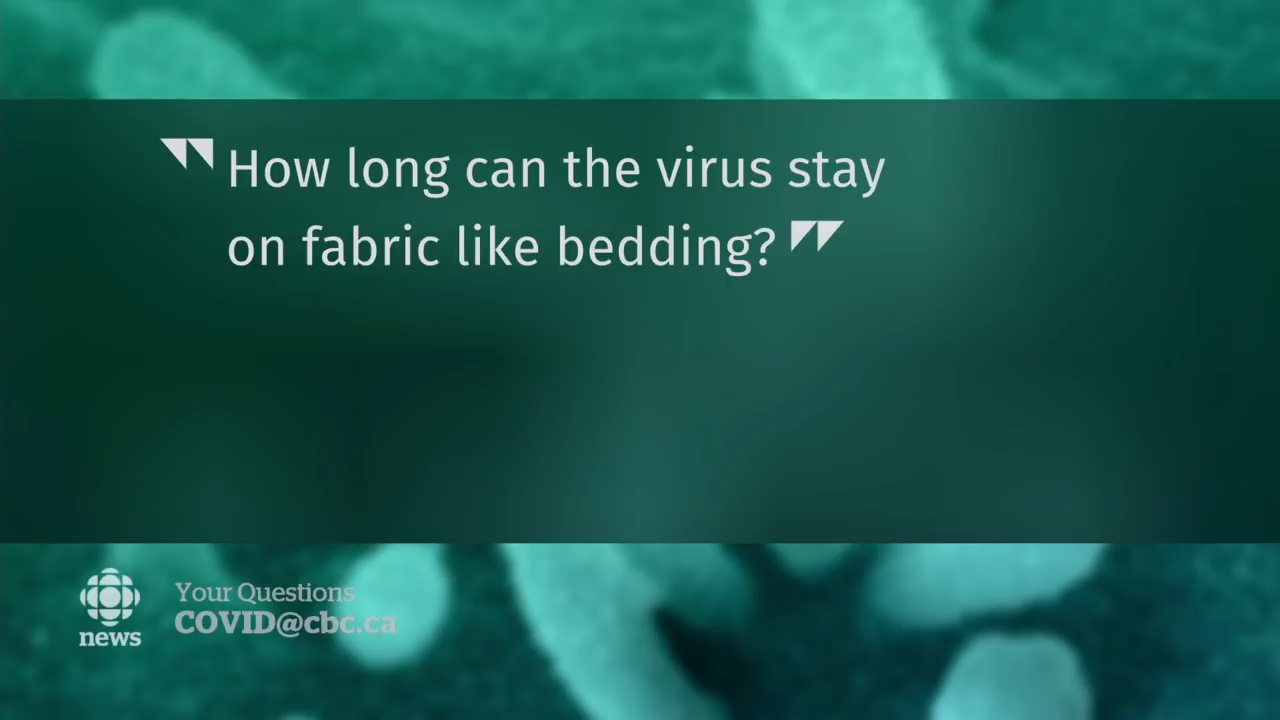 "How long can the virus stay
on fabric like bedding?"
Your Questions
COVID@cbc.ca
news